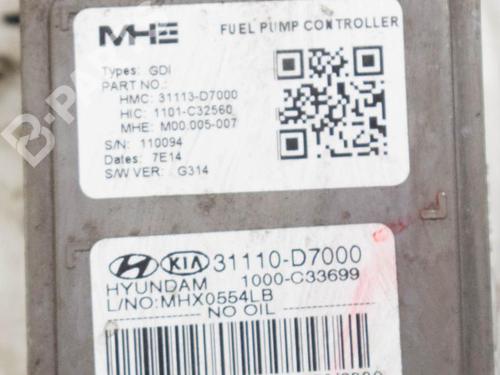 MHE FUEL PUMP CONTROLLER
Types: GDI
PART NO.:
HMC: 31113-D7000
HIC: 1101-C32560
MHE: M00.005-007
S/N: 110094
Dates: 7E14
S/W VER: G314
KIA 31110-D7000
HYUNDAM 1000-C33699
L/NO:MHX0554LB
NO OIL